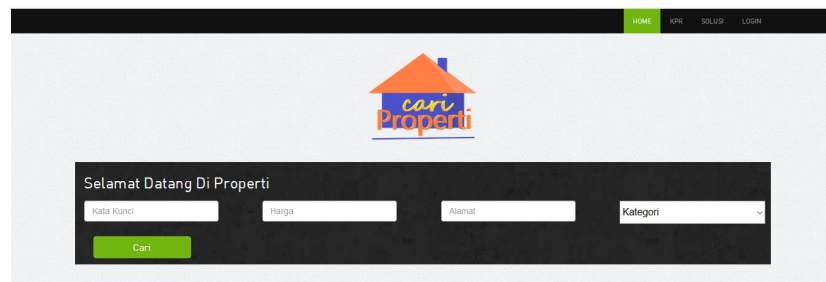 HOME KPR SOLUSI LOGIN
cari
Properti
Selamat Datang Di Properti
Kata Kunci Harga Alamat Kategori
Cari